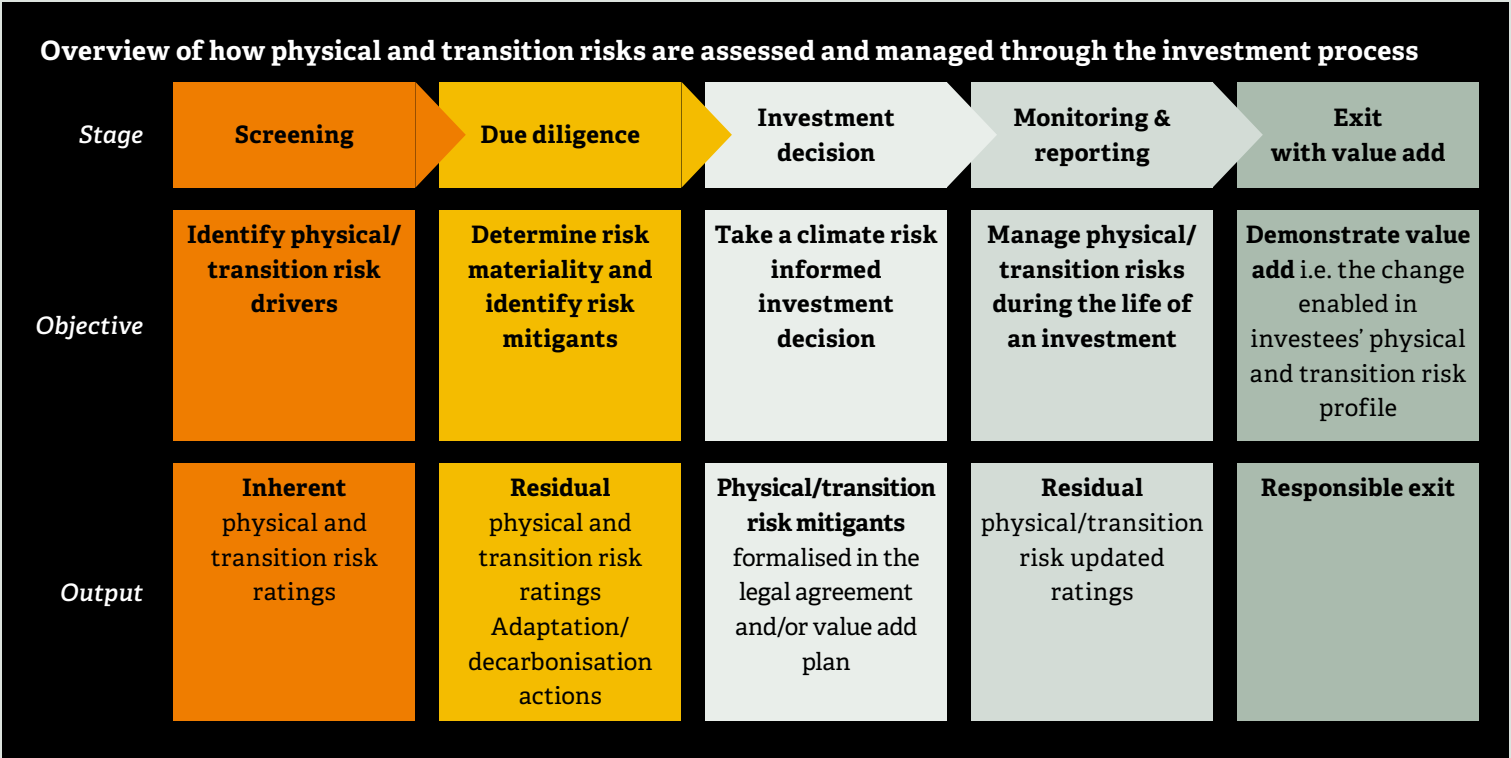 Overview of how physical and transition risks are assessed and managed through the investment process
Stage
Screening
Due diligence
Investment
decision
Monitoring &
reporting
Exit
with value add
Objective
Identify physical/
transition risk
drivers
Determine risk
materiality and
identify risk
mitigants
Take a climate risk
informed
investment
decision
Manage physical/
transition risks
during the life of
an investment
Demonstrate value
add i.e. the change
enabled in
investees’ physical
and transition risk
profile
Output
Inherent
physical and
transition risk
ratings
Residual
physical and
transition risk
ratings
Adaptation/
decarbonisation
actions
Physical/transition
risk mitigants
formalised in the
legal agreement
and/or value add
plan
Residual
physical/transition
risk updated
ratings
Responsible exit